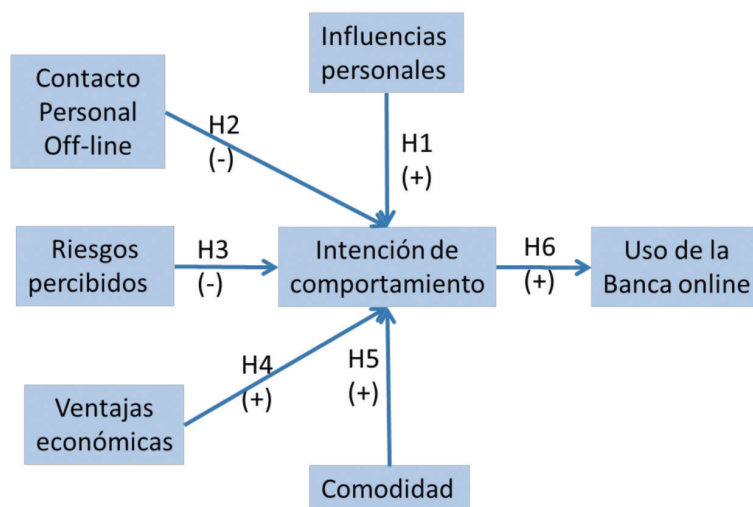 Influencias
personales
Contacto
Personal
Off-line
H2
(-)
H1
(+)
Riesgos
percibidos
H3
(-)
Intención de
comportamiento
H6
(+)
Uso de la
Banca online
H4
(+)
H5
(+)
Ventajas
económicas
Comodidad